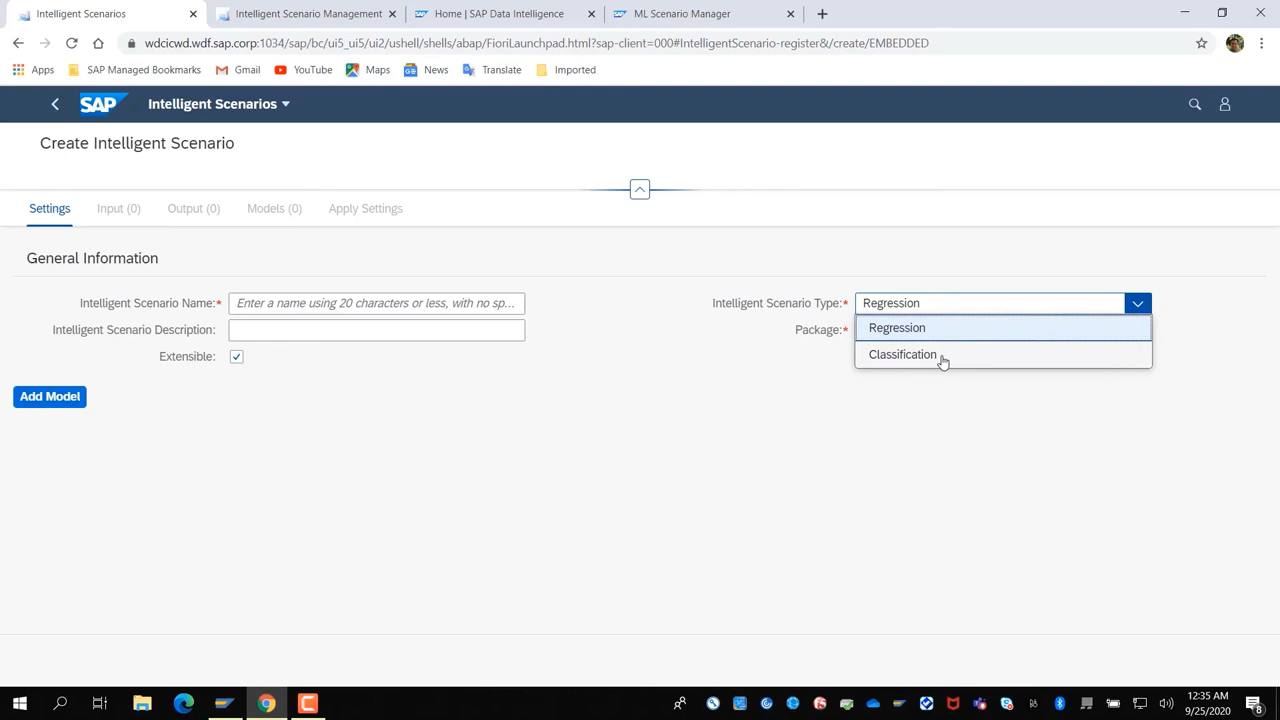 Intelligent Scenarios
Intelligent Scenario Management
Home | SAP Data Intelligence
ML Scenario Manager
wdcicwd.wdf.sap.corp:1034/sap/bc/ui5_ui5/ui2/ushell/shells/abap/FioriLaunchpad.html?sap-client=000#IntelligentScenario-register&/create/EMBEDDED
Apps
SAP Managed Bookmarks
Gmail
YouTube
Maps
News
Translate
Imported
SAP
Intelligent Scenarios
Create Intelligent Scenario
Settings
Input (0)
Output (0)
Models (0)
Apply Settings
General Information
Intelligent Scenario Name:*
Enter a name using 20 characters or less, with no sp...
Intelligent Scenario Type:*
Regression
Intelligent Scenario Description:
Package:*
Regression
Classification
Extensible:
Add Model
12:35 AM
9/25/2020
8